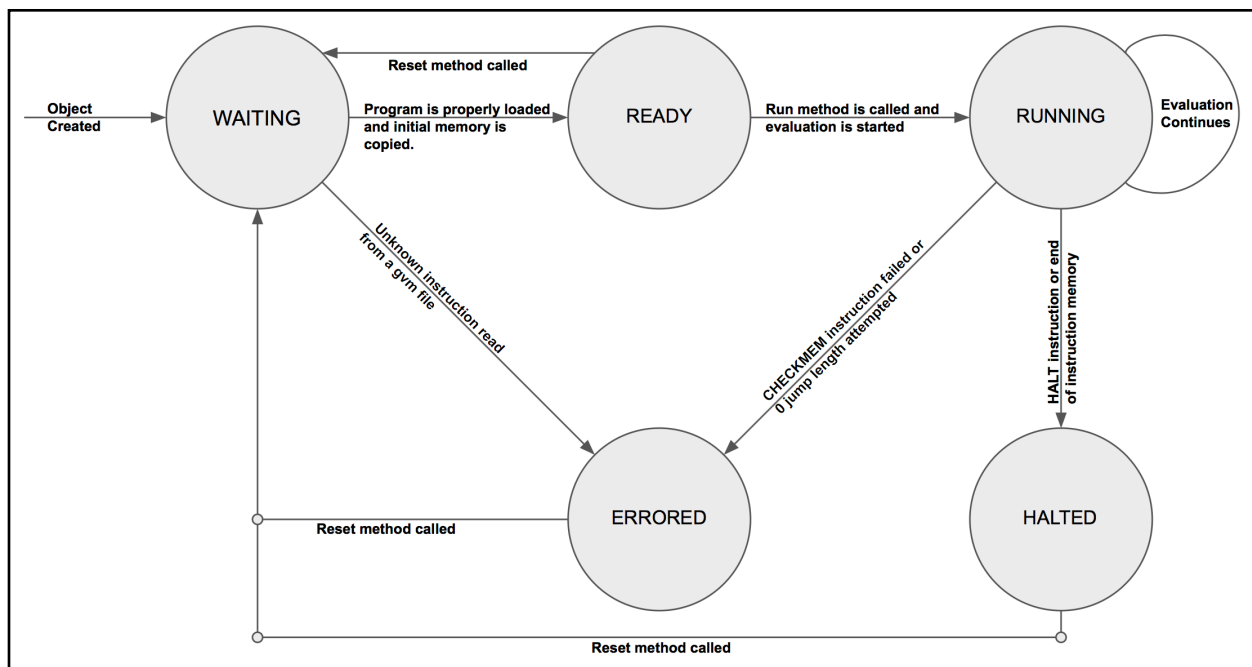 Reset method called
Object
Created
WAITING
Program is properly loaded
and initial memory is
copied.
READY
Run method is called and
evaluation is started
RUNNING
Evaluation
Continues
Unknown instruction read
from a gvm file
CHECKMEM instruction failed or
0 jump length attempted
HALT instruction or end
of instruction memory
Reset method called
ERRORED
HALTED
Reset method called